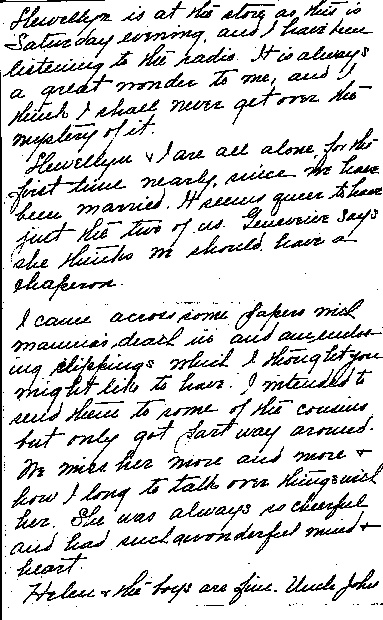 Llewellyn is at the store as this is
Saturday evening, and I have been
listening to the radio. It is always
a great wonder to me, and I
think I shall never get over the
mystery of it.
Llewellyn & I are all alone for the
first time nearly, since we have
been married. It seems queer to have
just the two of us. Genevieve says
she thinks we should have a
chaperon.
I came across some papers with
mamma's death in and am enclos
ing clippings which I thought you
might like to have. I intended to
send them to some of the cousins
but only got part way around.
We miss her more and more &
how I long to talk over things with
her. She was always so cheerful
and had such a wonderful mind &
heart.
Helen & the boys are fine. Uncle John